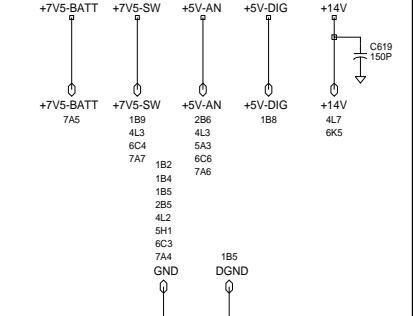 +7V5-BATT +7V5-SW +5V-AN +5V-DIG +14V
C619
150P
+7V5-BATT +7V5-SW +5V-AN +5V-DIG +14V
7A5 1B9 2B6 1B8 4L7
4L3 4L3 6K5
6C4 5A3
7A7 6C6
1B2 7A6
1B4
1B5
2B5
4L2
5H1
6C3
7A4 1B5
GND DGND